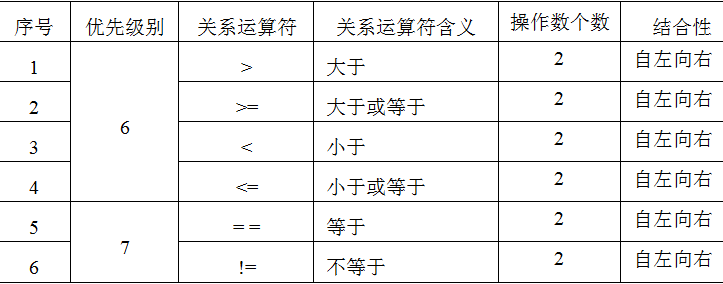 序号 优先级别 关系运算符 关系运算符含义 操作数个数 结合性
1 6 > 大于 2 自左向右
2 >= 大于或等于 2 自左向右
3 < 小于 2 自左向右
4 <= 小于或等于 2 自左向右
5 7 = = 等于 2 自左向右
6 != 不等于 2 自左向右